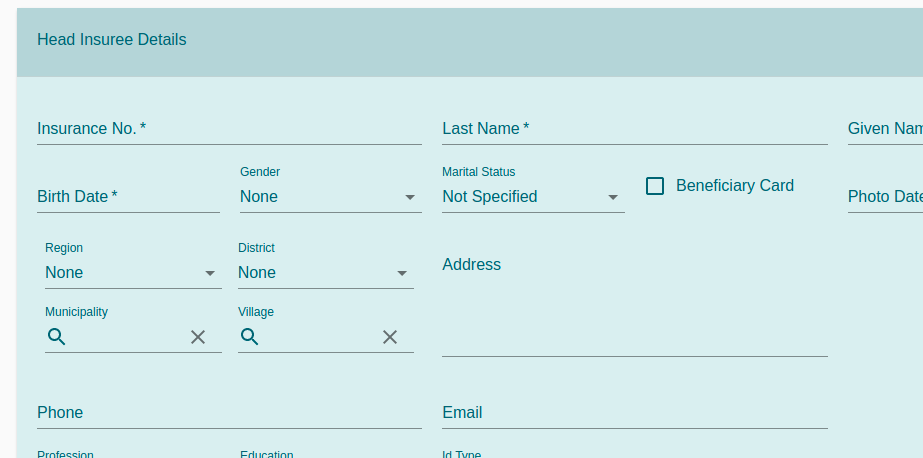 Head Insuree Details
Insurance No. * Last Name * Given Nam
Gender Marital Status
Birth Date * None Not Specified Beneficiary Card Photo Date
Region District
None None Address
Municipality Village
Phone Email
Profession Education Id Type